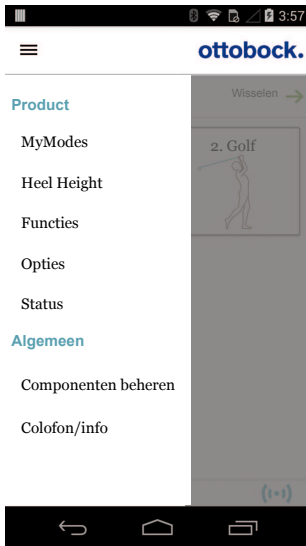 3:57
ottobock.
Product
Wisselen
MyModes
2. Golf
Heel Height
Functies
Opties
Status
Algemeen
Componenten beheren
Colofon/info